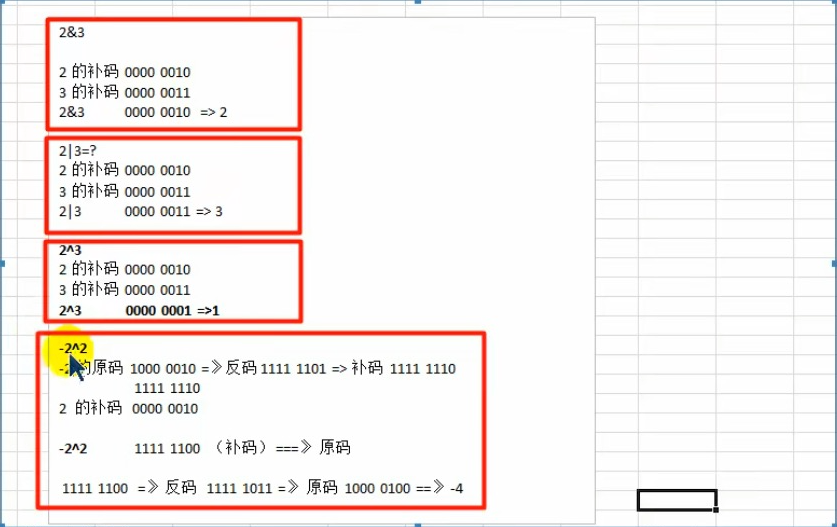 2&3
2 的补码 0000 0010
3 的补码 0000 0011
2&3 0000 0010 => 2
2|3=?
2 的补码 0000 0010
3 的补码 0000 0011
2|3 0000 0011 => 3
2^3
2 的补码 0000 0010
3 的补码 0000 0011
2^3 0000 0001 =>1
-2^2
-2的原码 1000 0010 =》反码 1111 1101 => 补码 1111 1110
1111 1110
2 的补码 0000 0010
-2^2 1111 1100 （补码）===》原码
1111 1100 =》反码 1111 1011 =》原码 1000 0100 ==》-4